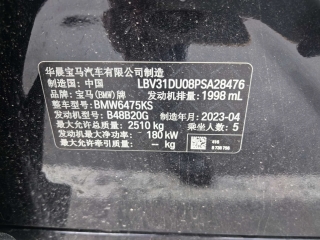 华晨宝马汽车有限公司制造
制造国：中国 LBV31DU08PSA28476
品牌：宝马(BMW)牌 发动机排量：1998 mL
整车型号：BMW6475KS
发动机型号：B48B20G 制造年月：2023-04
最大允许总质量：2510 kg 乘坐人数：5
发动机最大净功率：180 kW
最大允许牵引质量：-- kg